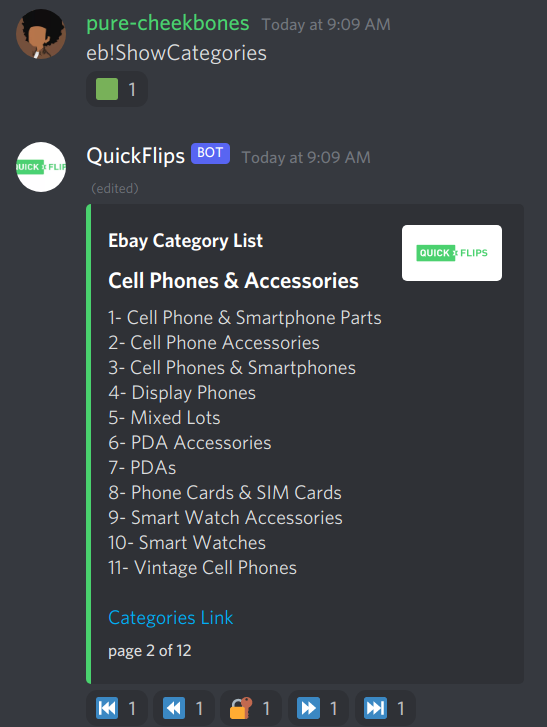 pure-cheekbones Today at 9:09 AM
eb!ShowCategories
1
QuickFlips BOT Today at 9:09 AM
(edited)
QUICK FLIPS
Ebay Category List
QUICK FLIPS
Cell Phones & Accessories
1- Cell Phone & Smartphone Parts
2- Cell Phone Accessories
3- Cell Phones & Smartphones
4- Display Phones
5- Mixed Lots
6- PDA Accessories
7- PDAs
8- Phone Cards & SIM Cards
9- Smart Watch Accessories
10- Smart Watches
11- Vintage Cell Phones
Categories Link
page 2 of 12
1 1 1 1 1